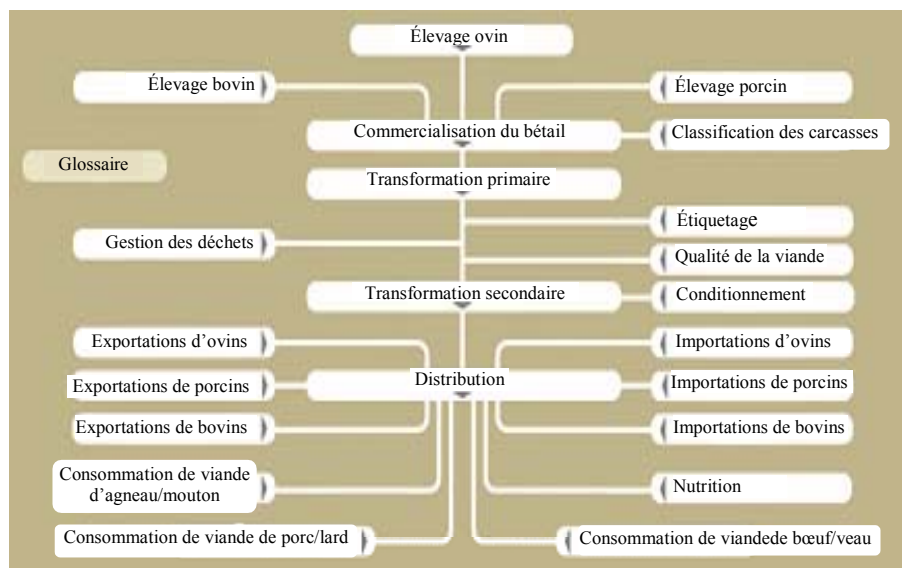 Élevage ovin
Élevage bovin
Élevage porcin
Commercialisation du bétail
Classification des carcasses
Glossaire
Transformation primaire
Étiquetage
Gestion des déchets
Qualité de la viande
Transformation secondaire
Conditionnement
Exportations d'ovins
Importations d'ovins
Exportations de porcins
Distribution
Importations de porcins
Exportations de bovins
Importations de bovins
Consommation de viande
d'agneau/mouton
Nutrition
Consommation de viande de porc/lard
Consommation de viandede bœuf/veau